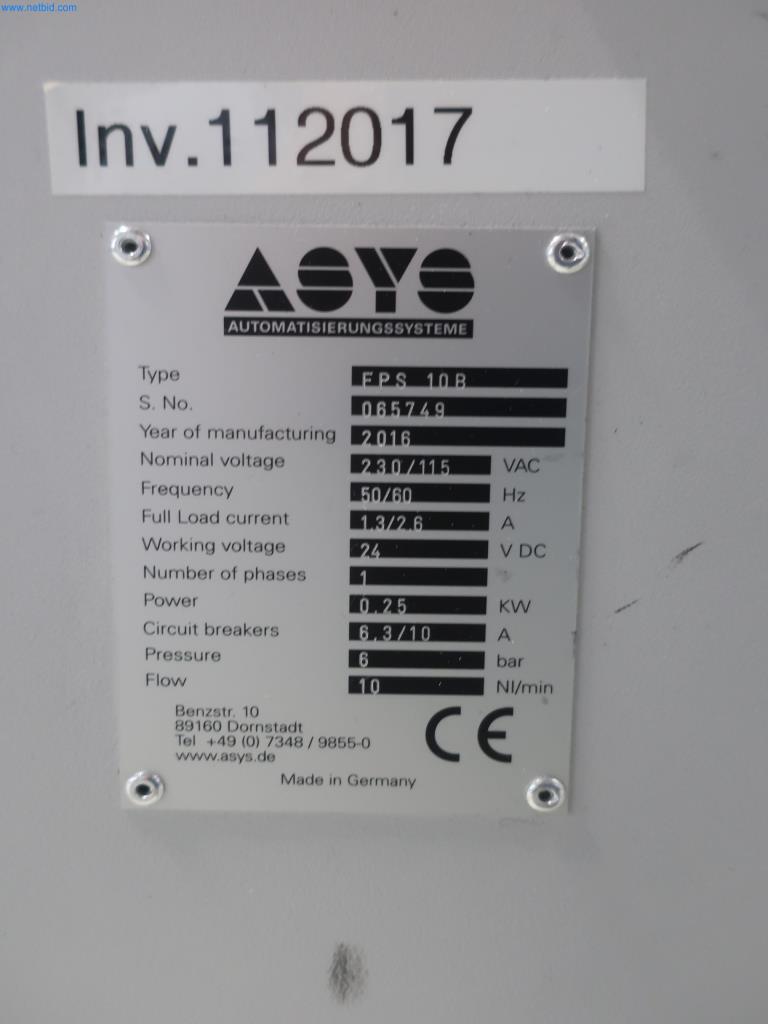 www.netbid.com
Inv.112017
ASYS
AUTOMATISIERUNGSSYSTEME
Type EPS 10B
S. No. 065749
Year of manufacturing 2016
Nominal voltage 230/115 VAC
Frequency 50/60 Hz
Full Load current 1.3/2.6 A
Working voltage 24 V DC
Number of phases 1
Power 0.25 KW
Circuit breakers 6.3/10 A
Pressure 6 bar
Flow 10 Nl/min
Benzstr. 10
89160 Dornstadt
Tel +49 (0) 7348 / 9855-0
www.asys.de
CE
Made in Germany